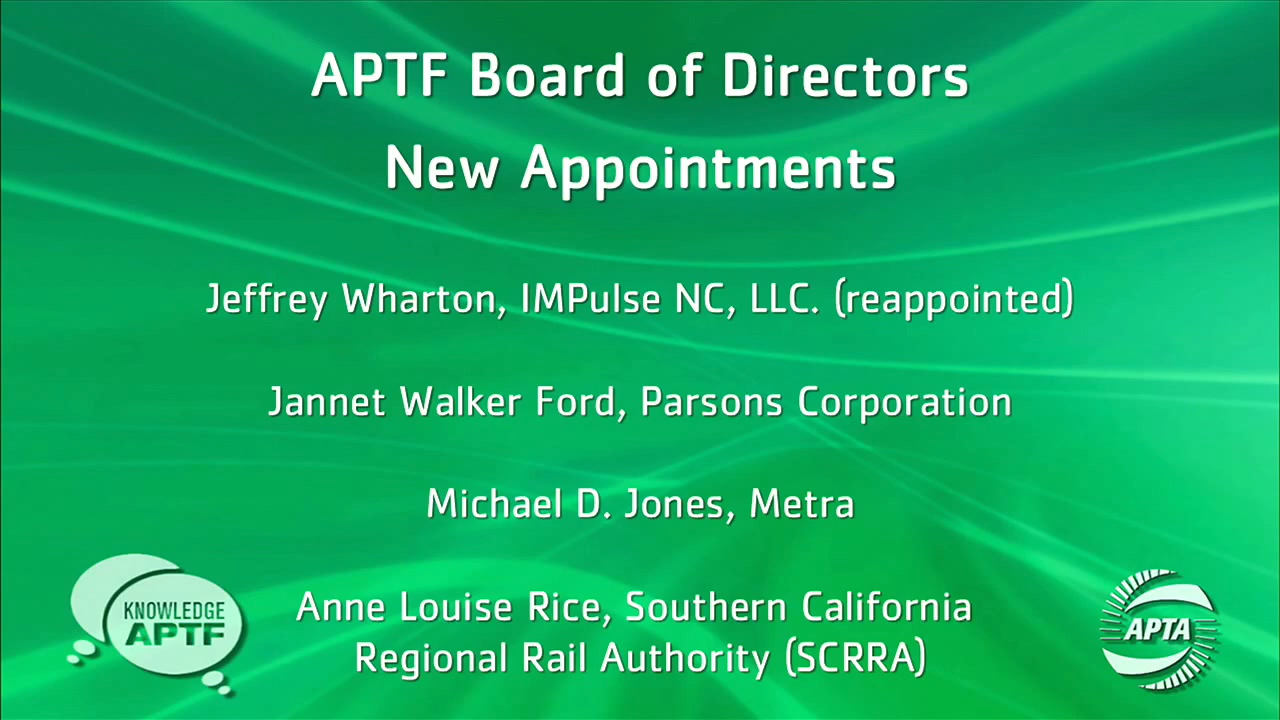 APTF Board of Directors
New Appointments
Jeffrey Wharton, IMPulse NC, LLC. (reappointed)
Jannet Walker Ford, Parsons Corporation
Michael D. Jones, Metra
Anne Louise Rice, Southern California
Regional Rail Authority (SCRRA)
KNOWLEDGE
APTF
APTA